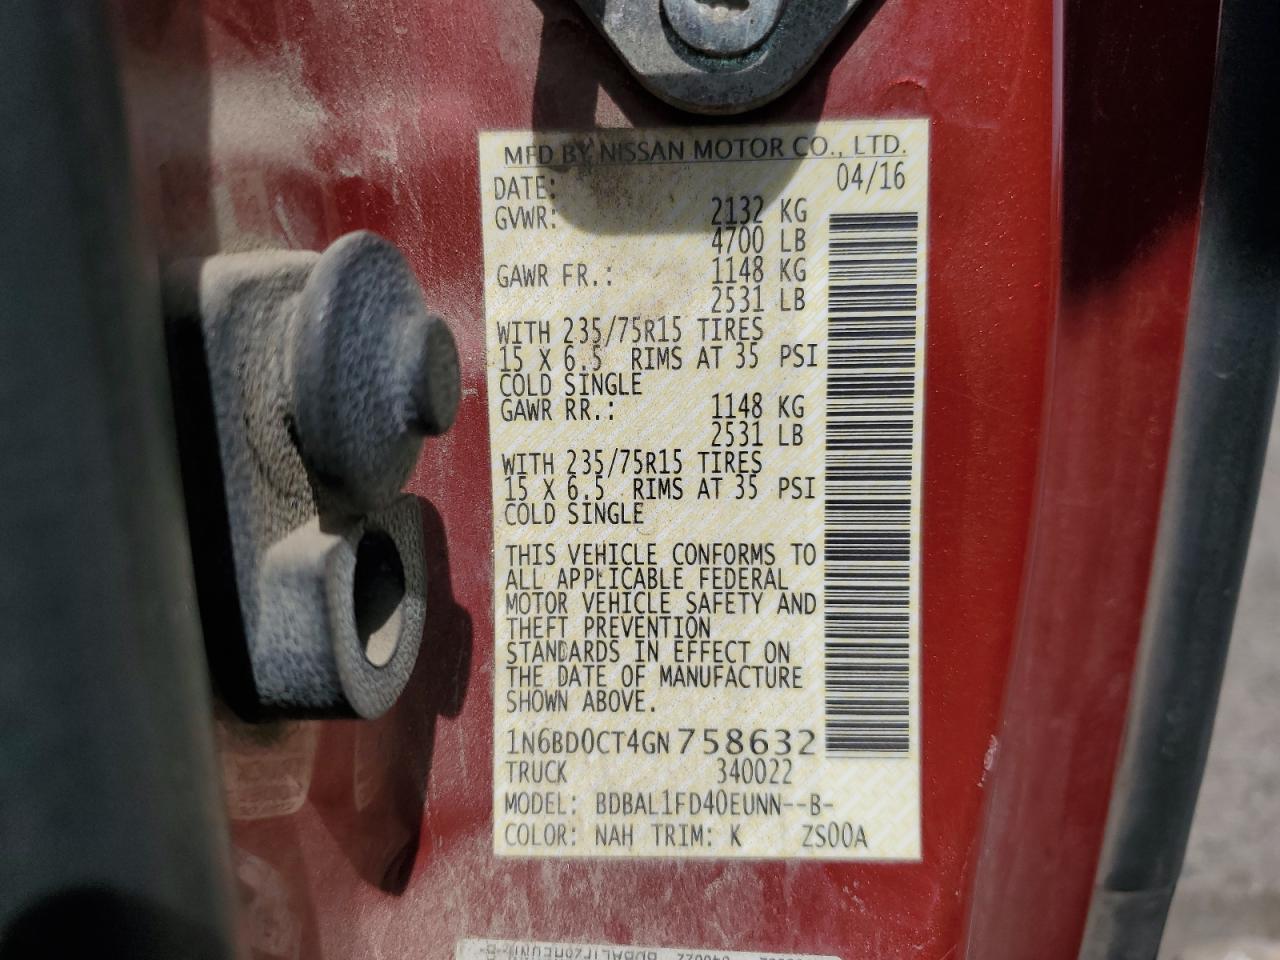 MFD BY NISSAN MOTOR CO., LTD.
DATE: 04/16
GVWR: 2132 KG
4700 LB
GAWR FR.: 1148 KG
2531 LB
WITH 235/75R15 TIRES
15 X 6.5 RIMS AT 35 PSI
COLD SINGLE
GAWR RR.: 1148 KG
2531 LB
WITH 235/75R15 TIRES
15 X 6.5 RIMS AT 35 PSI
COLD SINGLE
THIS VEHICLE CONFORMS TO
ALL APPLICABLE FEDERAL
MOTOR VEHICLE SAFETY AND
THEFT PREVENTION
STANDARDS IN EFFECT ON
THE DATE OF MANUFACTURE
SHOWN ABOVE.
1N6BD0CT4GN758632
TRUCK 340022
MODEL: BDBAL1FD40EUNN--B-
COLOR: NAH TRIM: K ZS00A